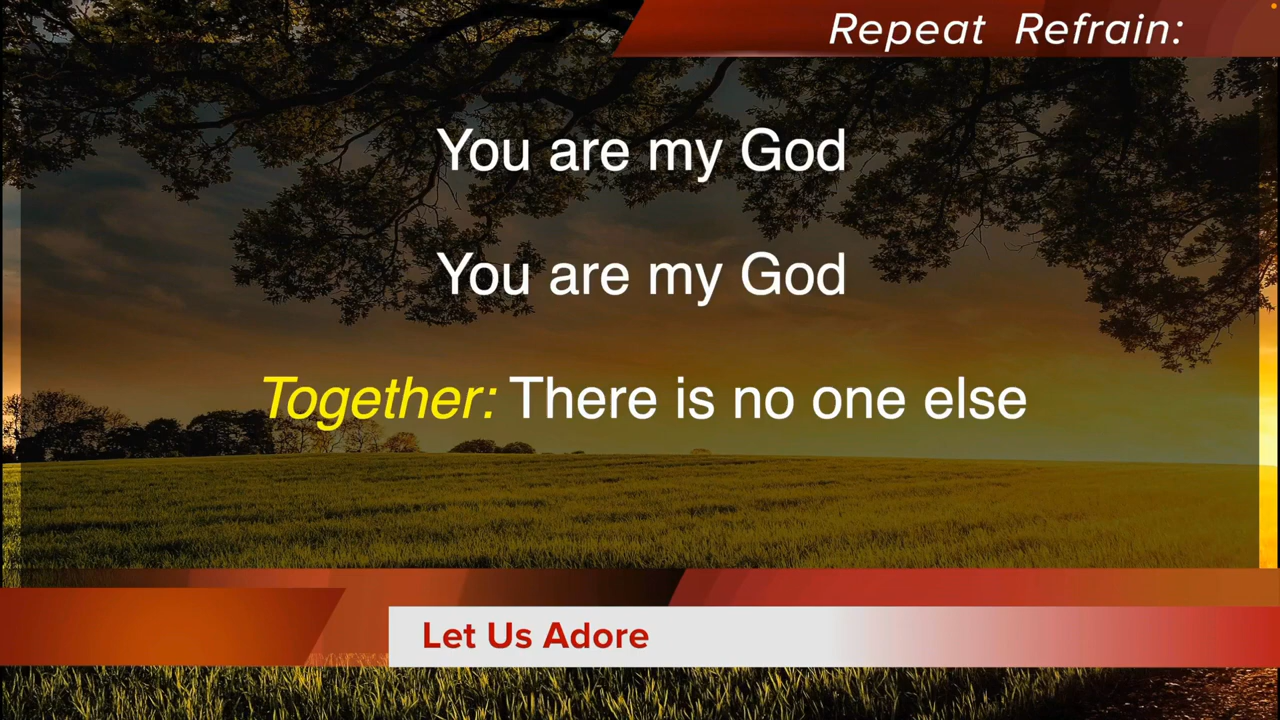 Repeat Refrain:
You are my God
You are my God
Together: There is no one else
Let Us Adore